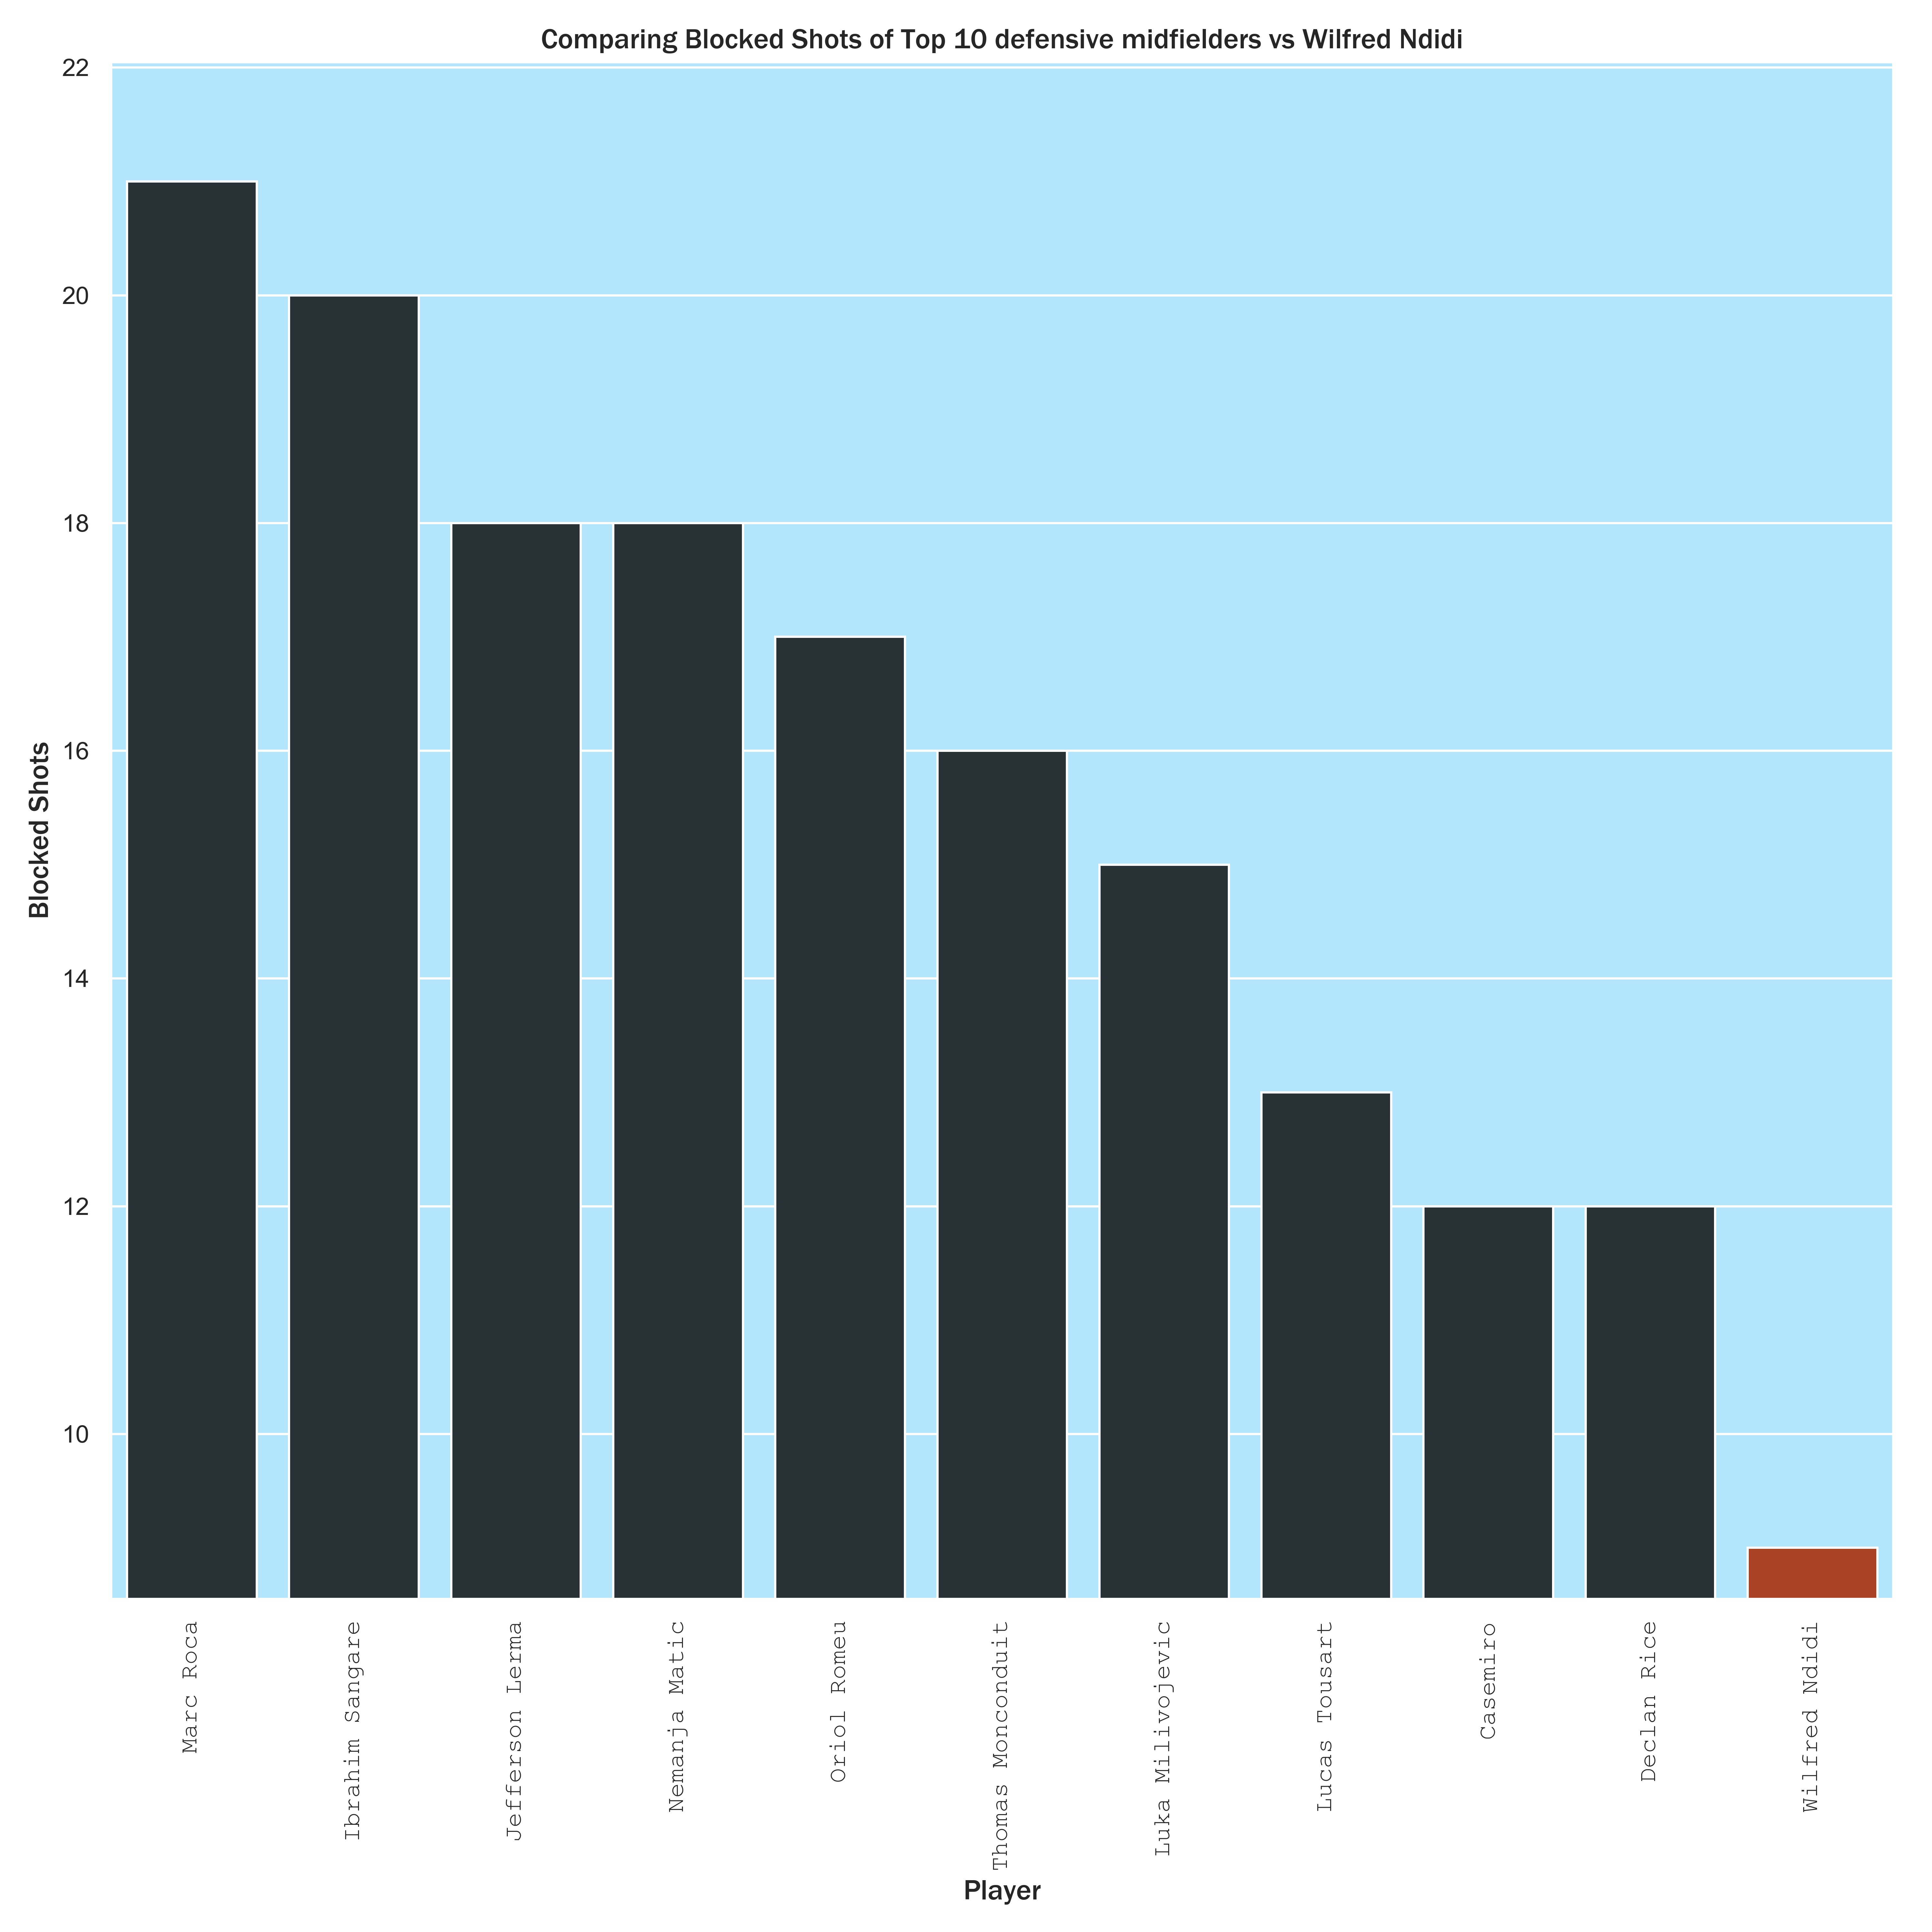 Comparing Blocked Shots of Top 10 defensive midfielders vs Wilfred Ndidi
22
20
18
16
14
12
10
Blocked Shots
Marc Roca
Ibrahim Sangare
Jefferson Lerma
Nemanja Matic
Oriol Romeu
Thomas Monconduit
Luka Milivojevic
Lucas Tousart
Casemiro
Declan Rice
Wilfred Ndidi
Player